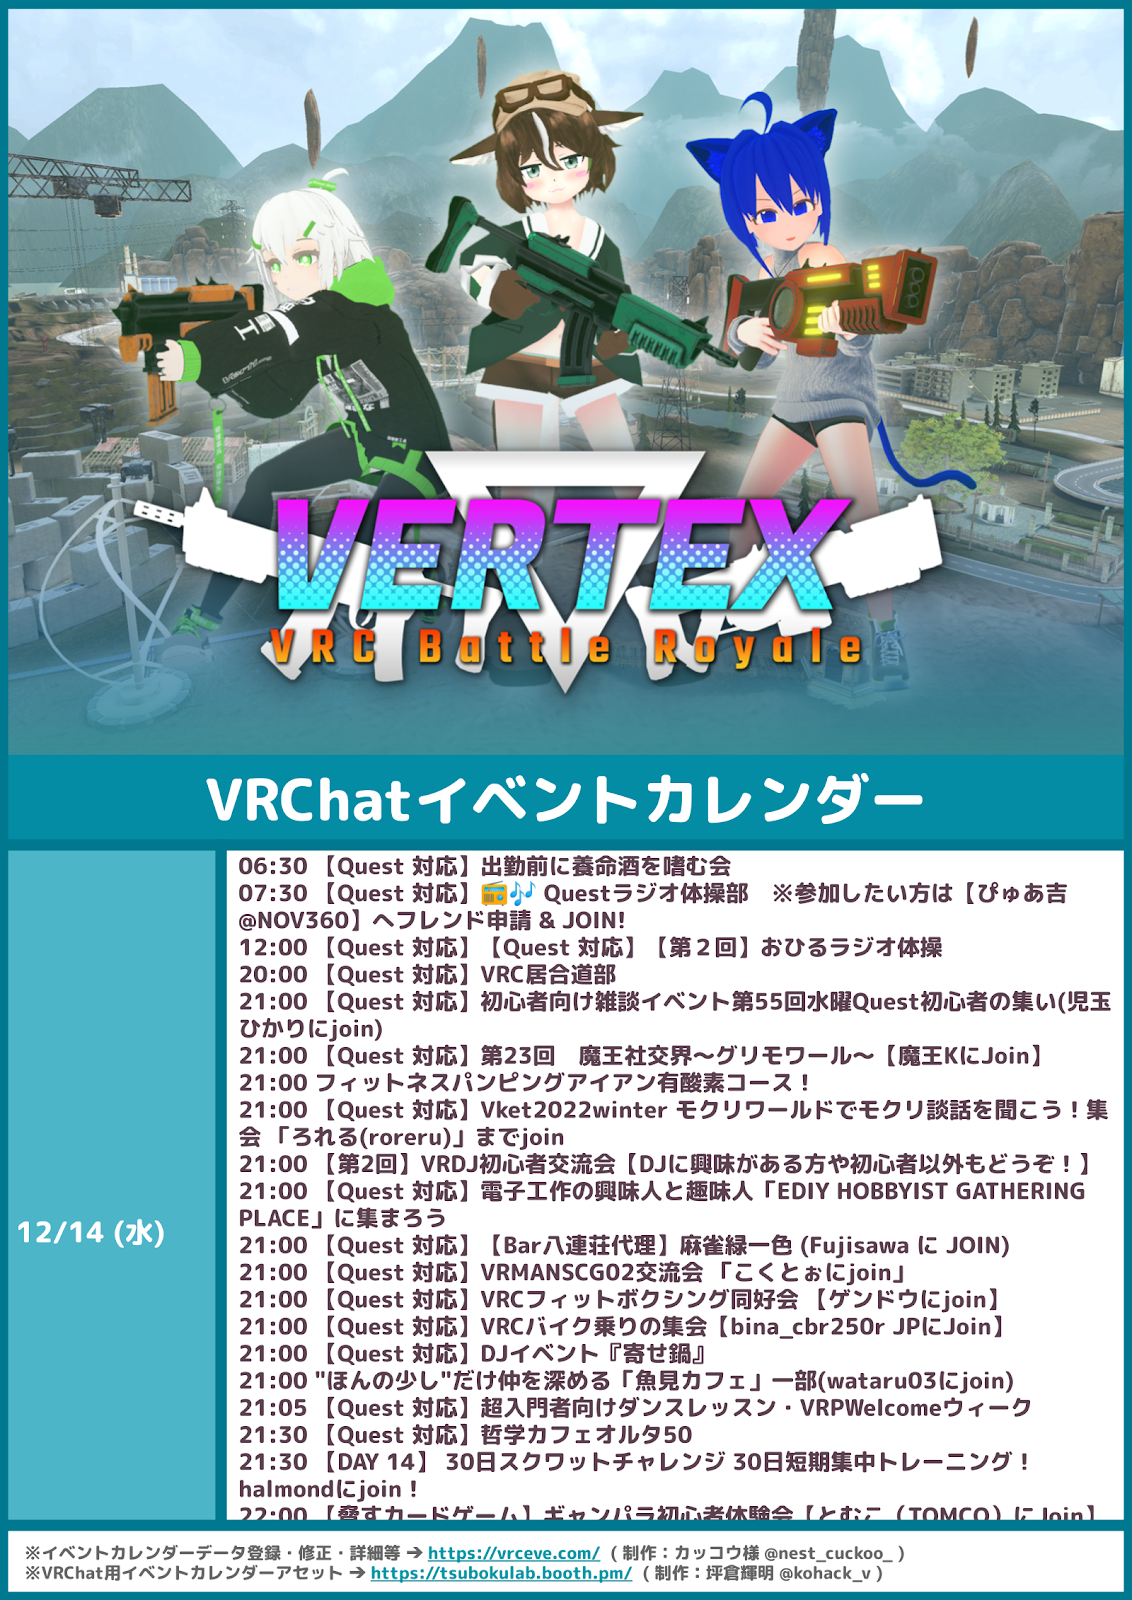 VERTEX
VRC Battle Royale
VRChatイベントカレンダー
12/14 (水)
06:30 【Quest 対応】出勤前に養命酒を嗜む会
07:30 【Quest 対応】📻🎶 Questラジオ体操部　※参加したい方は【ぴゅあ吉
@NOV360】へフレンド申請 & JOIN!
12:00 【Quest 対応】【Quest 対応】【第２回】おひるラジオ体操
20:00 【Quest 対応】VRC居合道部
21:00 【Quest 対応】初心者向け雑談イベント第55回水曜Quest初心者の集い(児玉
ひかりにjoin)
21:00 【Quest 対応】第23回　魔王社交界～グリモワール～【魔王KにJoin】
21:00 フィットネスパンピングアイアン有酸素コース！
21:00 【Quest 対応】Vket2022winter モクリワールドでモクリ談話を聞こう！集
会 「ろれる(roreru)」までjoin
21:00 【第2回】VRDJ初心者交流会【DJに興味がある方や初心者以外もどうぞ！】
21:00 【Quest 対応】電子工作の興味人と趣味人「EDIY HOBBYIST GATHERING
PLACE」に集まろう
21:00 【Quest 対応】【Bar八連荘代理】麻雀緑一色 (Fujisawa に JOIN)
21:00 【Quest 対応】VRMANSCG02交流会 「こくとぉにjoin」
21:00 【Quest 対応】VRCフィットボクシング同好会 【ゲンドウにjoin】
21:00 【Quest 対応】VRCバイク乗りの集会【bina_cbr250r JPにJoin】
21:00 【Quest 対応】DJイベント『寄せ鍋』
21:00 "ほんの少し"だけ仲を深める「魚見カフェ」一部(wataru03にjoin)
21:05 【Quest 対応】超入門者向けダンスレッスン・VRPWelcomeウィーク
21:30 【Quest 対応】哲学カフェオルタ50
21:30 【DAY 14】 30日スクワットチャレンジ 30日短期集中トレーニング！
halmondにjoin！
22:00 【脅すカードゲーム】ギャンパラ初心者体験会【とむこ（TOMCO）にJoin】
※イベントカレンダーデータ登録・修正・詳細等 ➔ https://vrceve.com/ （制作：カッコウ様 @nest_cuckoo_ ）
※VRChat用イベントカレンダーアセット ➔ https://tsubokulab.booth.pm/ （制作：坪倉輝明 @kohack_v ）